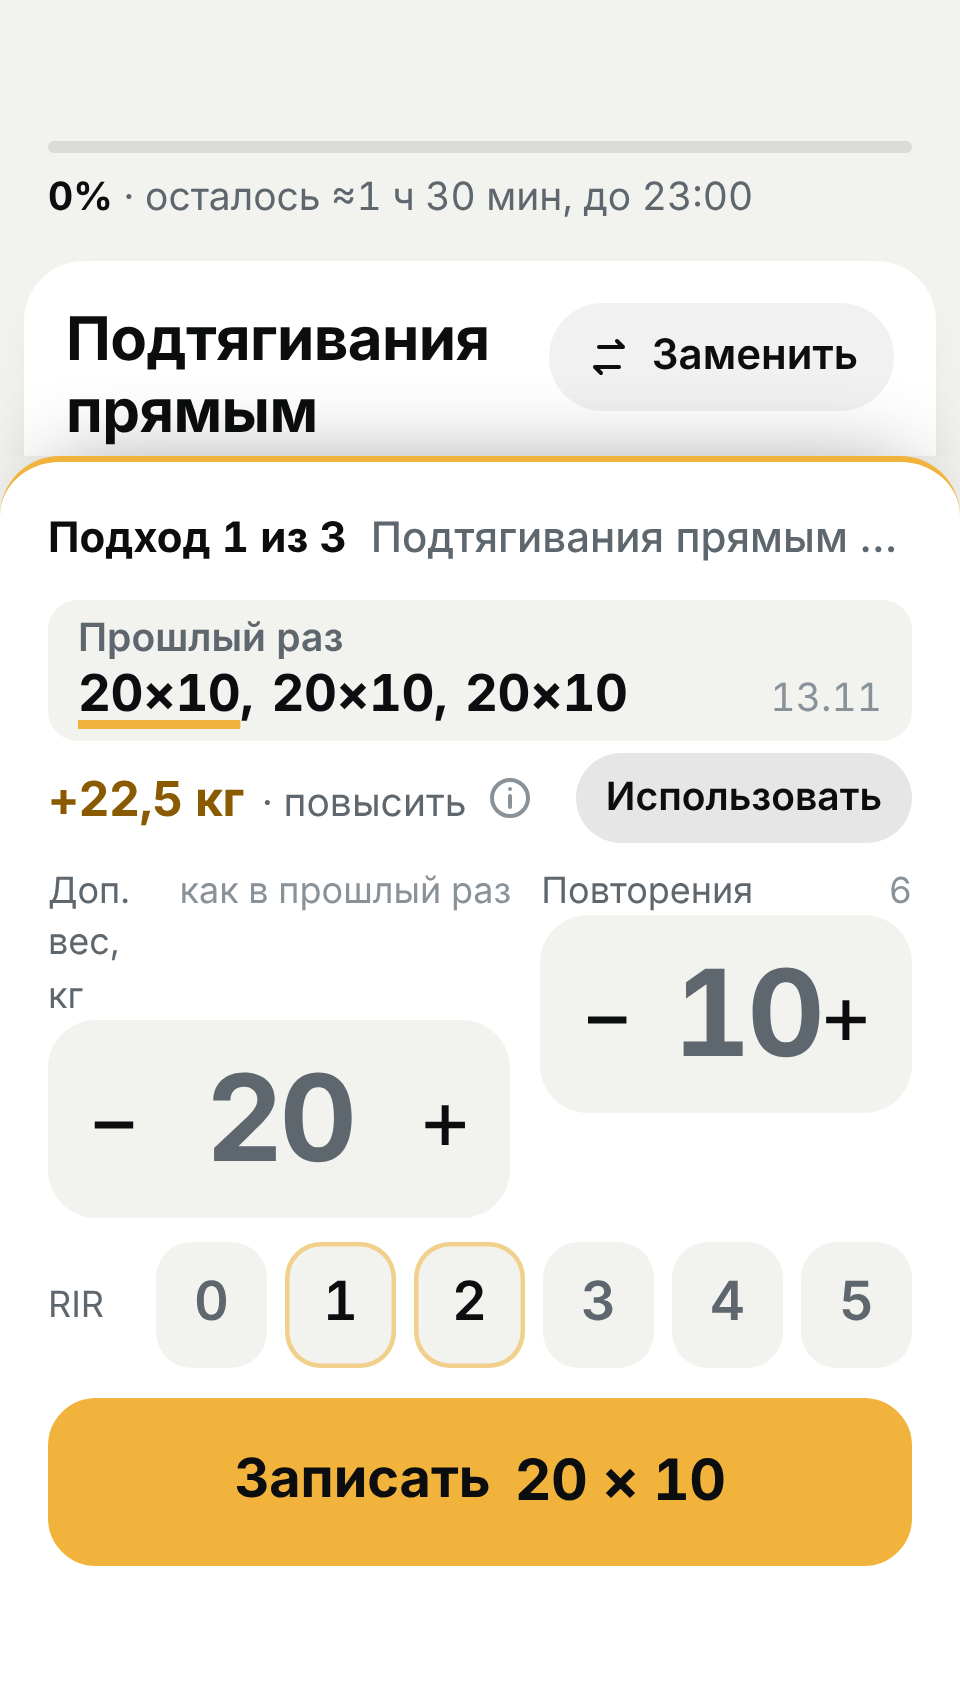 0% · осталось ≈1 ч 30 мин, до 23:00
Подтягивания
прямым
Заменить
Подход 1 из 3 Подтягивания прямым ...
Прошлый раз
20×10, 20×10, 20×10 13.11
+22,5 кг · повысить Использовать
Доп. как в прошлый раз
вес,
кг
− 20 +
Повторения 6
− 10+
RIR 0 1 2 3 4 5
Записать 20 × 10